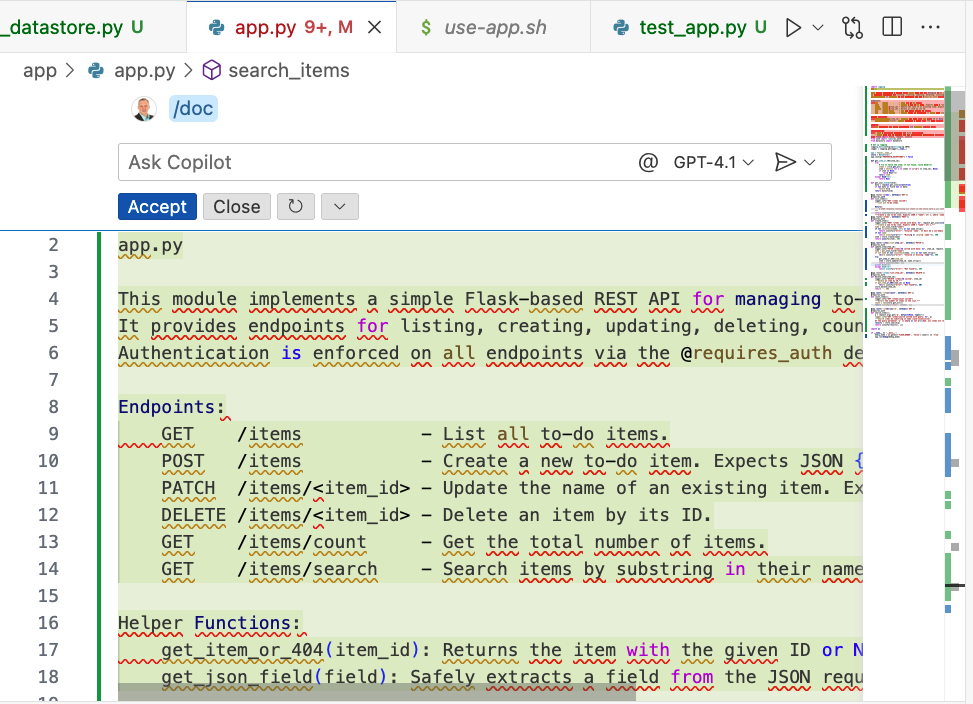 _datastore.py U
app.py 9+, M
$ use-app.sh
test_app.py U
app > app.py > search_items
/doc
Ask Copilot @ GPT-4.1
Accept Close
2 app.py
3
4 This module implements a simple Flask-based REST API for managing to-
5 It provides endpoints for listing, creating, updating, deleting, coun
6 Authentication is enforced on all endpoints via the @requires_auth de
7
8 Endpoints:
9 GET /items – List all to-do items.
10 POST /items – Create a new to-do item. Expects JSON {
11 PATCH /items/<item_id> – Update the name of an existing item. Ex
12 DELETE /items/<item_id> – Delete an item by its ID.
13 GET /items/count – Get the total number of items.
14 GET /items/search – Search items by substring in their name
15
16 Helper Functions:
17 get_item_or_404(item_id): Returns the item with the given ID or N
18 get_json_field(field): Safely extracts a field from the JSON requ